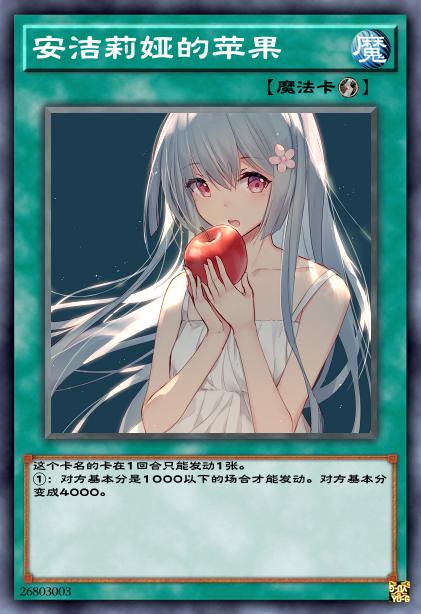 安洁莉娅的苹果
魔
【魔法卡】
这个卡名的卡在1回合只能发动1张。
①：对方基本分是1000以下的场合才能发动。对方基本分
变成4000。
26803003